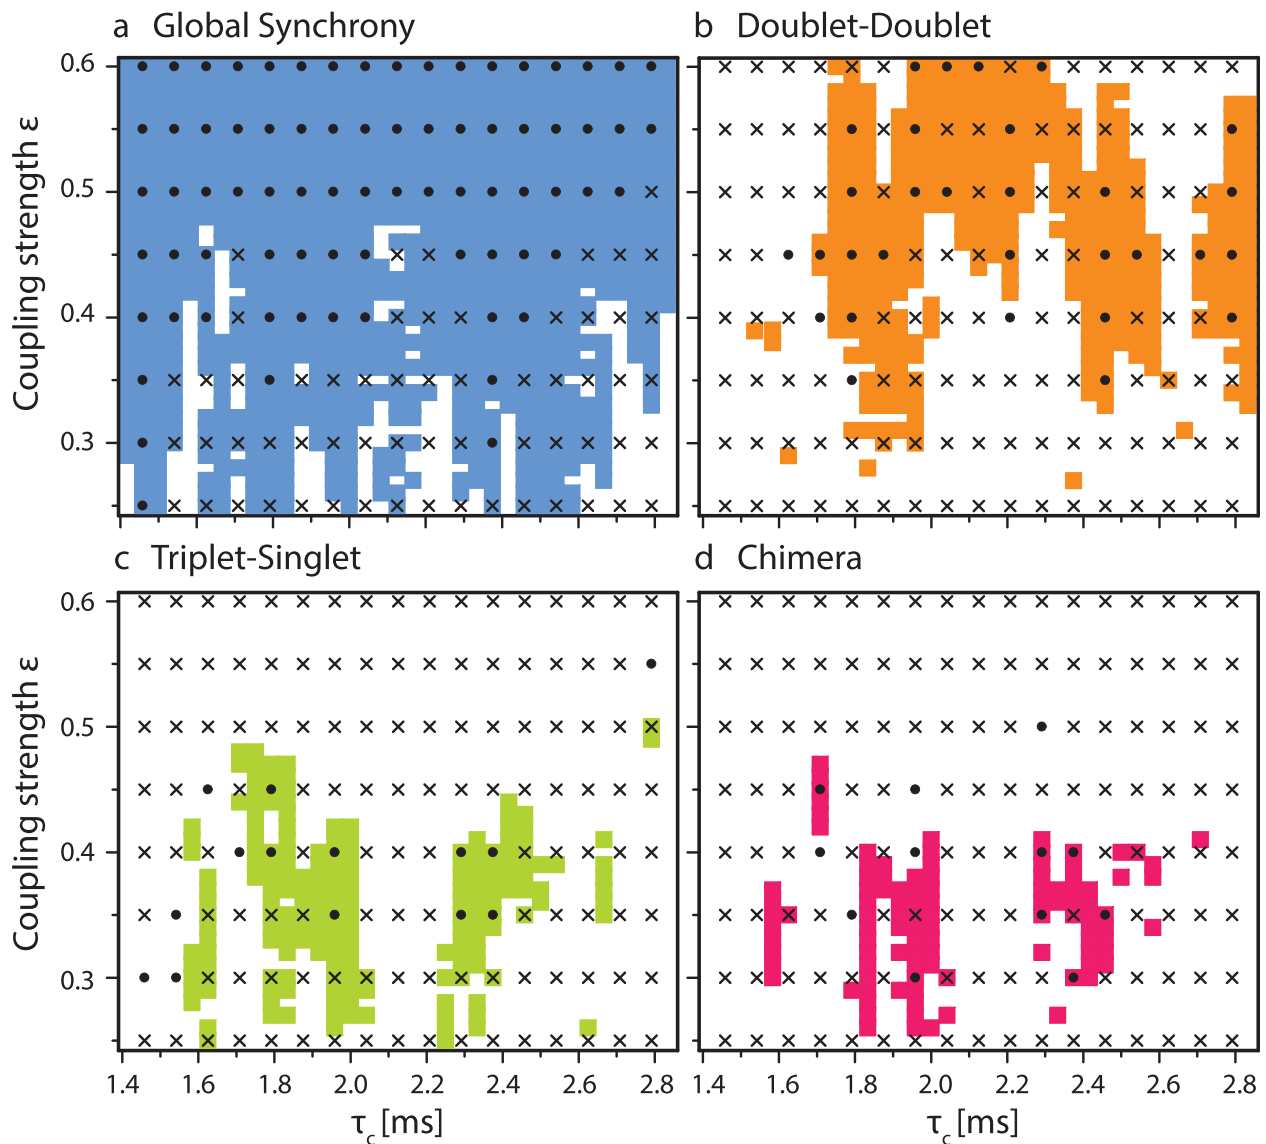 a Global Synchrony
b Doublet-Doublet
Coupling strength ε
0.6
0.5
0.4
0.3
c Triplet-Singlet
d Chimera
Coupling strength ε
0.6
0.5
0.4
0.3
1.4 1.6 1.8 2.0 2.2 2.4 2.6 2.8
1.4 1.6 1.8 2.0 2.2 2.4 2.6 2.8
τc [ms]
τc [ms]